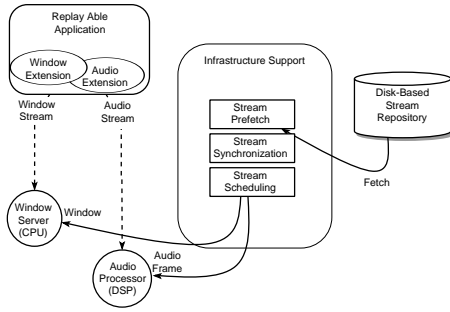 Replay Able
Application
Window
Extension
Audio
Extension
Window
Stream
Audio
Stream
Infrastructure Support
Stream
Prefetch
Stream
Synchronization
Stream
Scheduling
Disk-Based
Stream
Repository
Fetch
Window
Server
(CPU)
Window
Audio
Frame
Audio
Processor
(DSP)